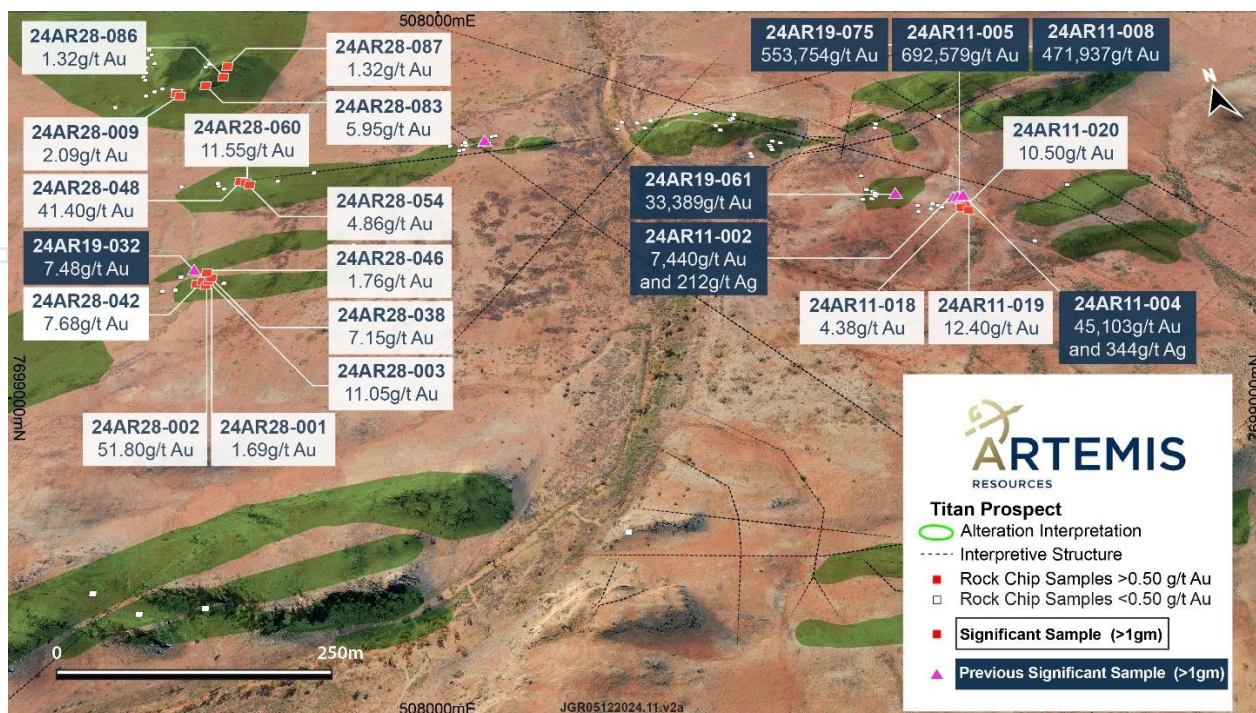 508000mE
24AR28-086
1.32g/t Au
24AR28-087
1.32g/t Au
24AR28-083
5.95g/t Au
24AR28-009
2.09g/t Au
24AR28-060
11.55g/t Au
24AR28-048
41.40g/t Au
24AR28-054
4.86g/t Au
24AR19-032
7.48g/t Au
24AR28-046
1.76g/t Au
24AR28-042
7.68g/t Au
24AR28-038
7.15g/t Au
24AR28-003
11.05g/t Au
24AR28-002
51.80g/t Au
24AR28-001
1.69g/t Au
7699000mN
24AR19-075
553,754g/t Au
24AR11-005
692,579g/t Au
24AR11-008
471,937g/t Au
N
24AR11-020
10.50g/t Au
24AR19-061
33,389g/t Au
24AR11-002
7,440g/t Au
and 212g/t Ag
24AR11-018
4.38g/t Au
24AR11-019
12.40g/t Au
24AR11-004
45,103g/t Au
and 344g/t Ag
ARTEMIS
RESOURCES
Titan Prospect
Alteration Interpretation
Interpretive Structure
Rock Chip Samples >0.50 g/t Au
Rock Chip Samples <0.50 g/t Au
Significant Sample (>1gm)
Previous Significant Sample (>1gm)
0 250m
508000mE
JGR05122024.11.v2a